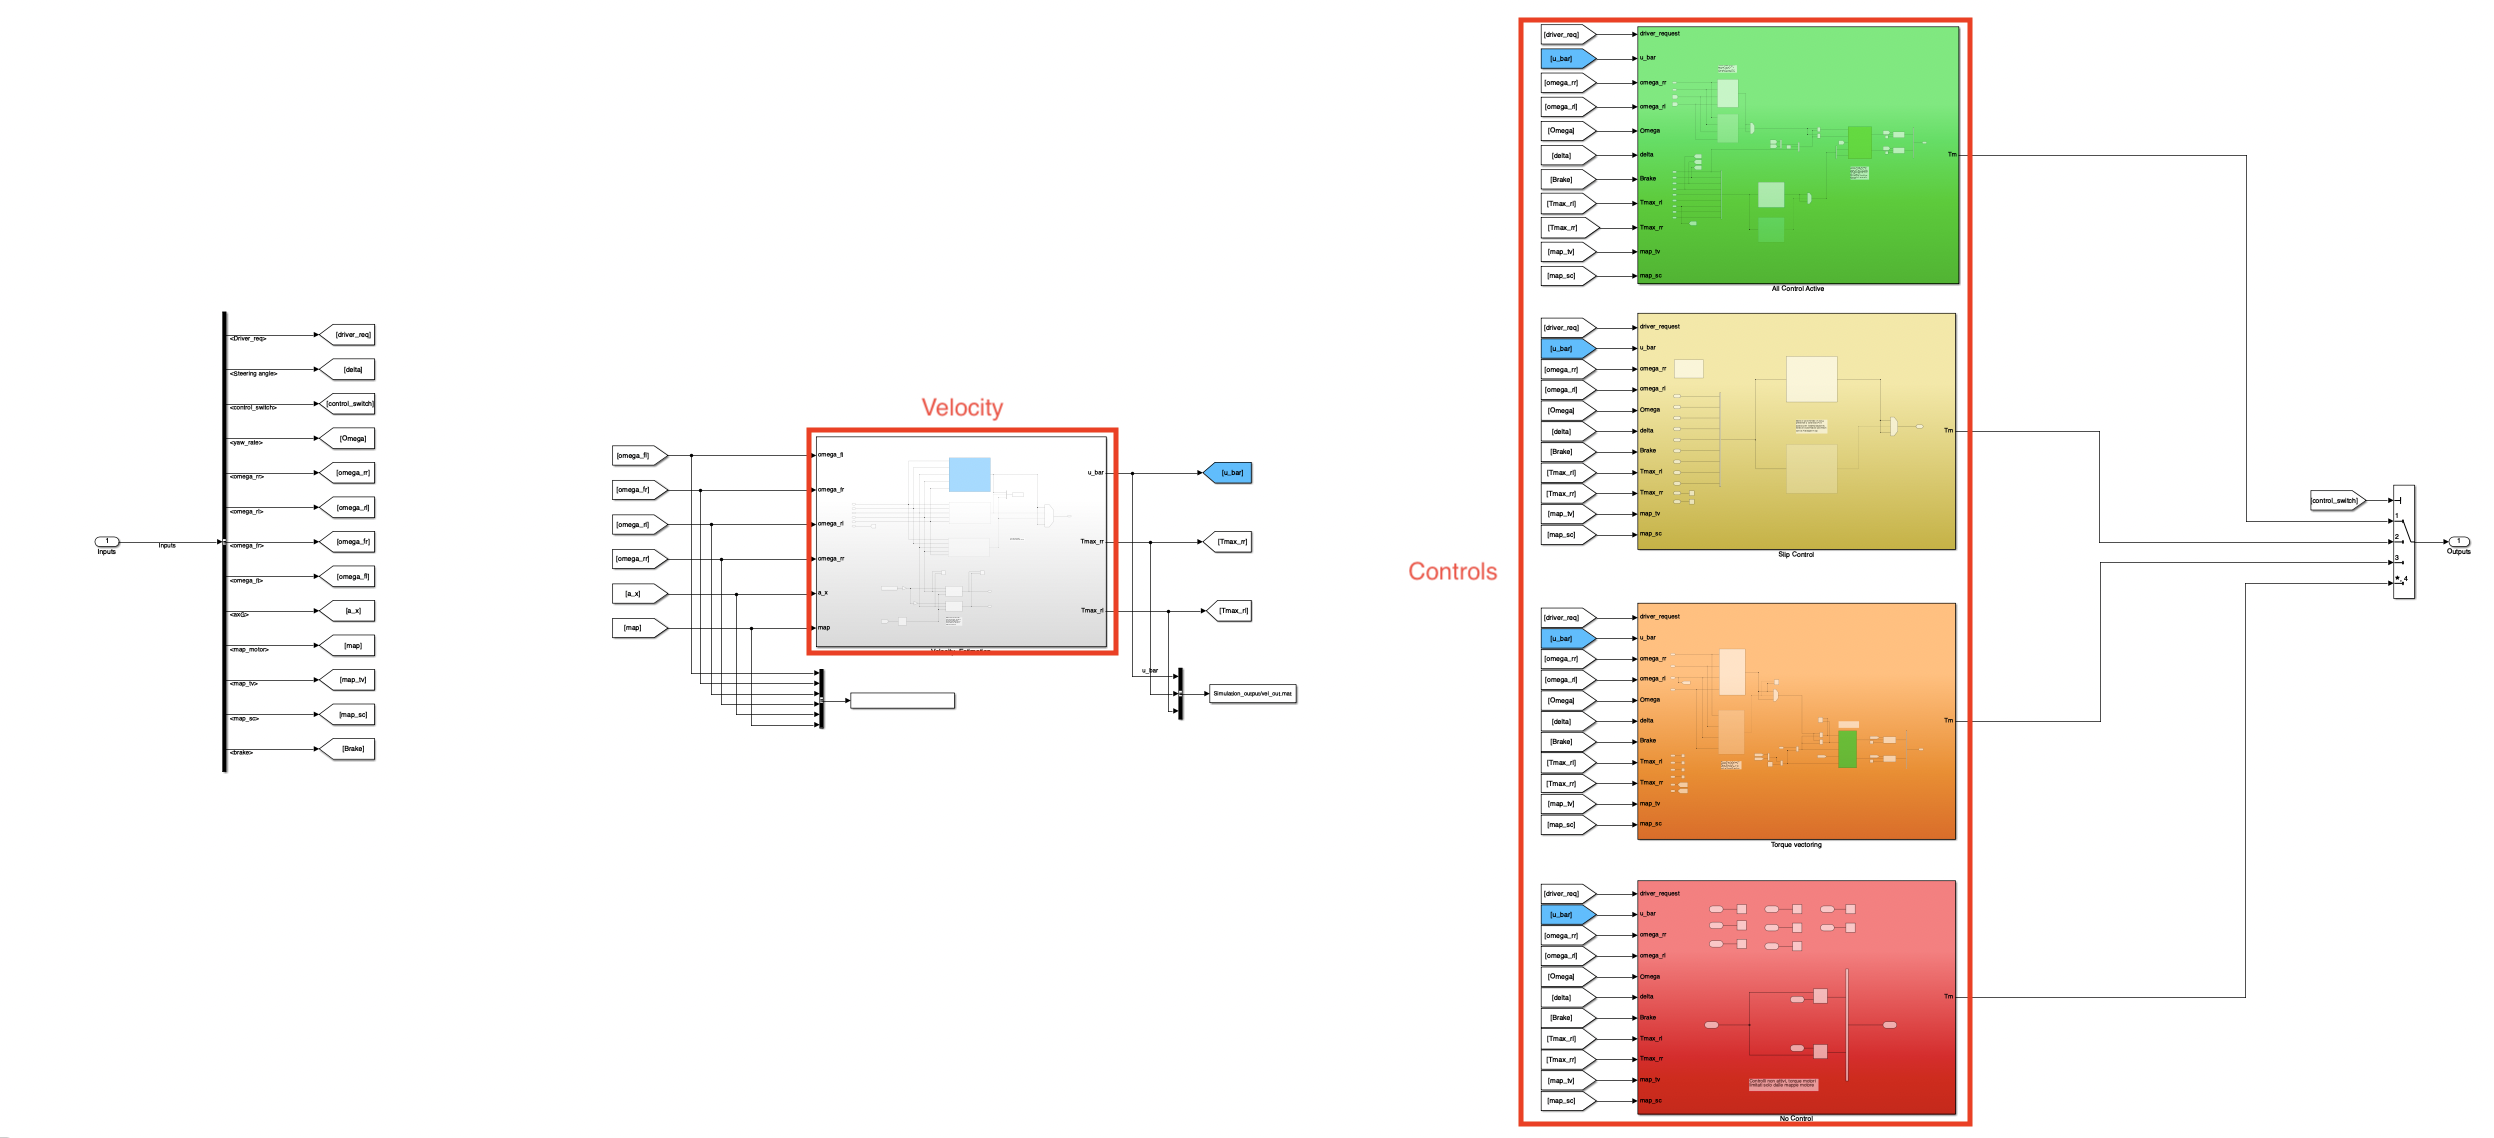 1
Inputs
Inputs
<Driver_req>
[driver_req]
<Steering angle>
[delta]
<control_switch>
[control_switch]
<yaw_rate>
[Omega]
<omega_rr>
[omega_rr]
<omega_rl>
[omega_rl]
<omega_fr>
[omega_fr]
<omega_fl>
[omega_fl]
<axG>
[a_x]
<map_motor>
[map]
<map_tv>
[map_tv]
<map_sc>
[map_sc]
<brake>
[Brake]
Velocity
[omega_fl]
[omega_fr]
[omega_rl]
[omega_rr]
[a_x]
[map]
omega_fl
omega_fr
omega_rl
omega_rr
a_x
map
u_bar
Tmax_rr
Tmax_rl
Velocity Estimation
[u_bar]
[Tmax_rr]
[Tmax_rl]
u_bar
Simulation_output/vel_out.mat
Controls
[driver_req] driver_request
[u_bar] u_bar
[omega_rr] omega_rr
[omega_rl] omega_rl
[Omega] Omega
[delta] delta
[Brake] Brake
[Tmax_rl] Tmax_rl
[Tmax_rr] Tmax_rr
[map_tv] map_tv
[map_sc] map_sc
Tm
All Control Active
[driver_req] driver_request
[u_bar] u_bar
[omega_rr] omega_rr
[omega_rl] omega_rl
[Omega] Omega
[delta] delta
[Brake] Brake
[Tmax_rl] Tmax_rl
[Tmax_rr] Tmax_rr
[map_tv] map_tv
[map_sc] map_sc
Tm
Slip Control
[driver_req] driver_request
[u_bar] u_bar
[omega_rr] omega_rr
[omega_rl] omega_rl
[Omega] Omega
[delta] delta
[Brake] Brake
[Tmax_rl] Tmax_rl
[Tmax_rr] Tmax_rr
[map_tv] map_tv
[map_sc] map_sc
Tm
Torque vectoring
[driver_req] driver_request
[u_bar] u_bar
[omega_rr] omega_rr
[omega_rl] omega_rl
[Omega] Omega
[delta] delta
[Brake] Brake
[Tmax_rl] Tmax_rl
[Tmax_rr] Tmax_rr
[map_tv] map_tv
[map_sc] map_sc
Tm
Controlli non attivi, torque motori
limitati solo dalle mappe motore
No Control
[control_switch]
1
2
3
*, 4
1
Outputs